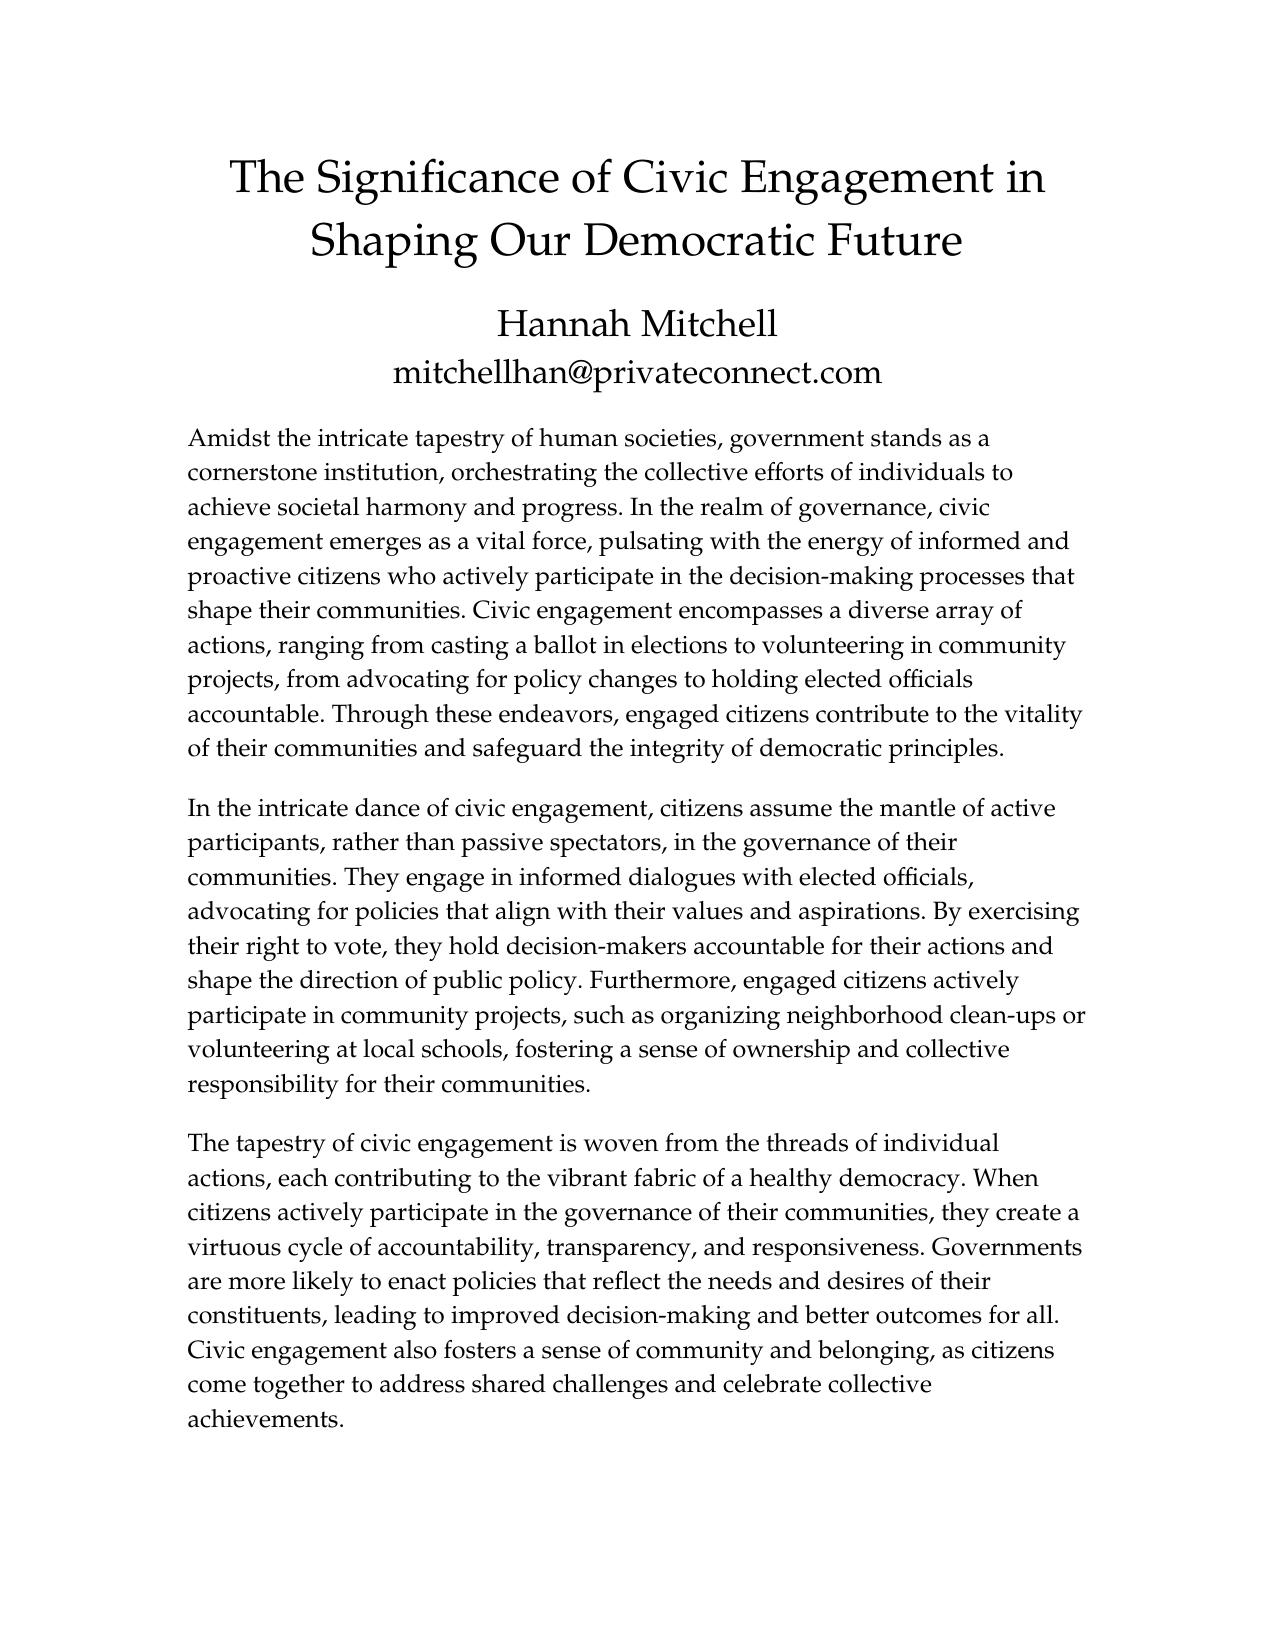 The Significance of Civic Engagement in
Shaping Our Democratic Future
Hannah Mitchell
mitchellhan@privateconnect.com
Amidst the intricate tapestry of human societies, government stands as a
cornerstone institution, orchestrating the collective efforts of individuals to
achieve societal harmony and progress. In the realm of governance, civic
engagement emerges as a vital force, pulsating with the energy of informed and
proactive citizens who actively participate in the decision-making processes that
shape their communities. Civic engagement encompasses a diverse array of
actions, ranging from casting a ballot in elections to volunteering in community
projects, from advocating for policy changes to holding elected officials
accountable. Through these endeavors, engaged citizens contribute to the vitality
of their communities and safeguard the integrity of democratic principles.
In the intricate dance of civic engagement, citizens assume the mantle of active
participants, rather than passive spectators, in the governance of their
communities. They engage in informed dialogues with elected officials,
advocating for policies that align with their values and aspirations. By exercising
their right to vote, they hold decision-makers accountable for their actions and
shape the direction of public policy. Furthermore, engaged citizens actively
participate in community projects, such as organizing neighborhood clean-ups or
volunteering at local schools, fostering a sense of ownership and collective
responsibility for their communities.
The tapestry of civic engagement is woven from the threads of individual
actions, each contributing to the vibrant fabric of a healthy democracy. When
citizens actively participate in the governance of their communities, they create a
virtuous cycle of accountability, transparency, and responsiveness. Governments
are more likely to enact policies that reflect the needs and desires of their
constituents, leading to improved decision-making and better outcomes for all.
Civic engagement also fosters a sense of community and belonging, as citizens
come together to address shared challenges and celebrate collective
achievements.